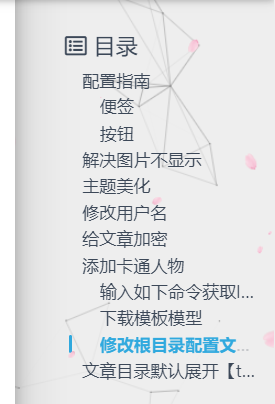 目录
配置指南
便签
按钮
解决图片不显示
主题美化
修改用户名
给文章加密
添加卡通人物
输入如下命令获取l...
下载模板模型
修改根目录配置文...
文章目录默认展开【t...